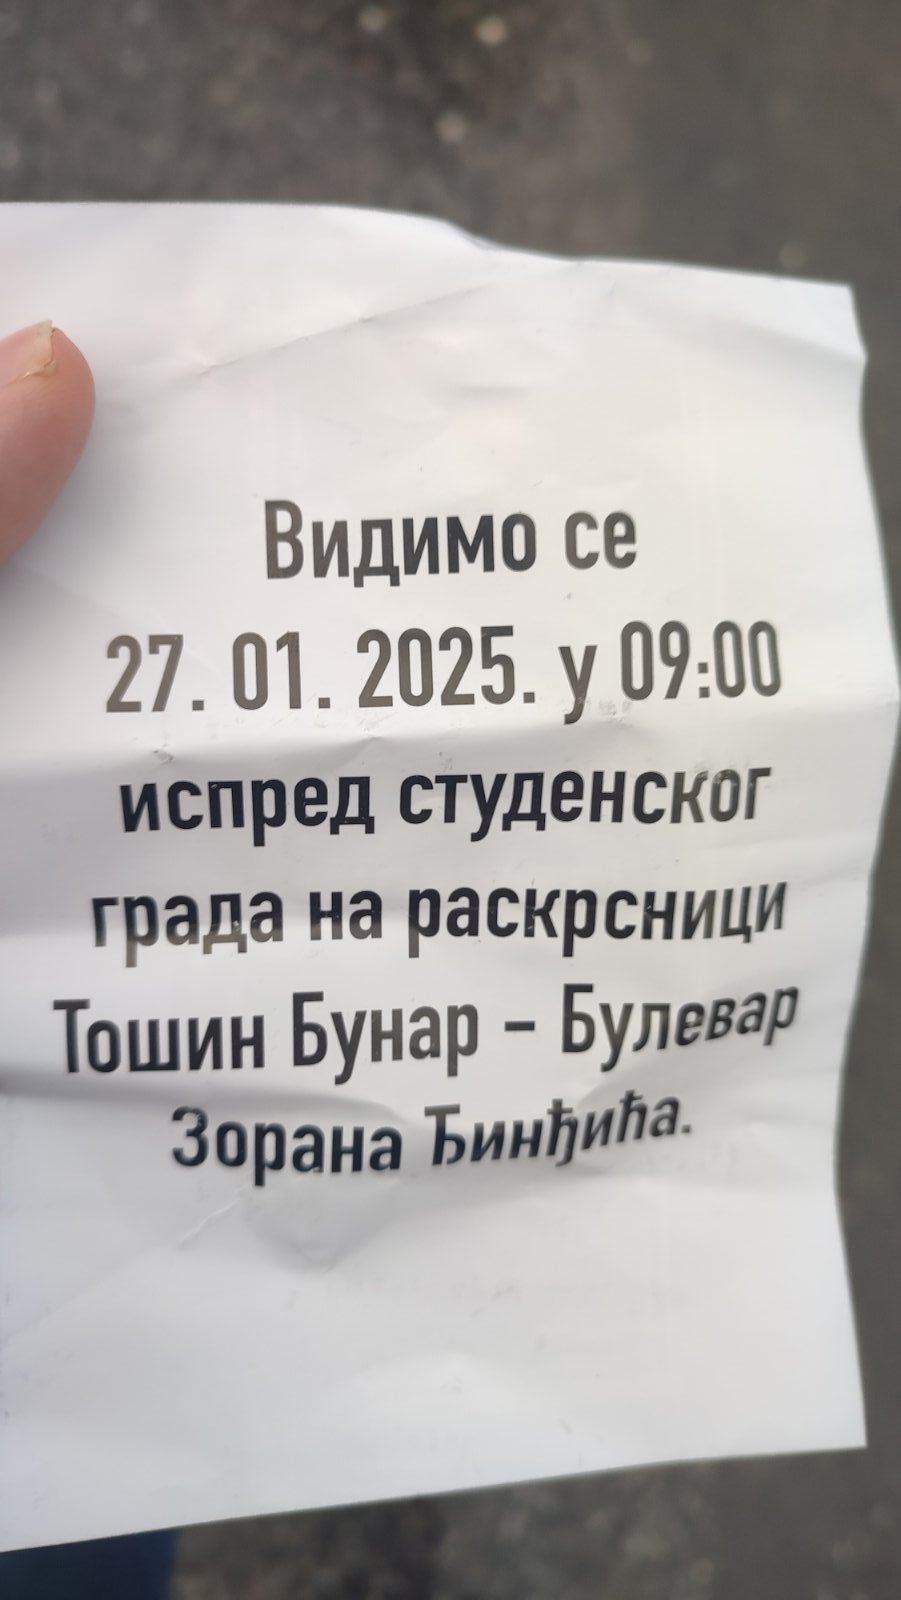 Видимо се
27. 01. 2025. у 09:00
испред студенског
града на раскрсници
Тошин Бунар – Булевар
Зорана Ђинђића.